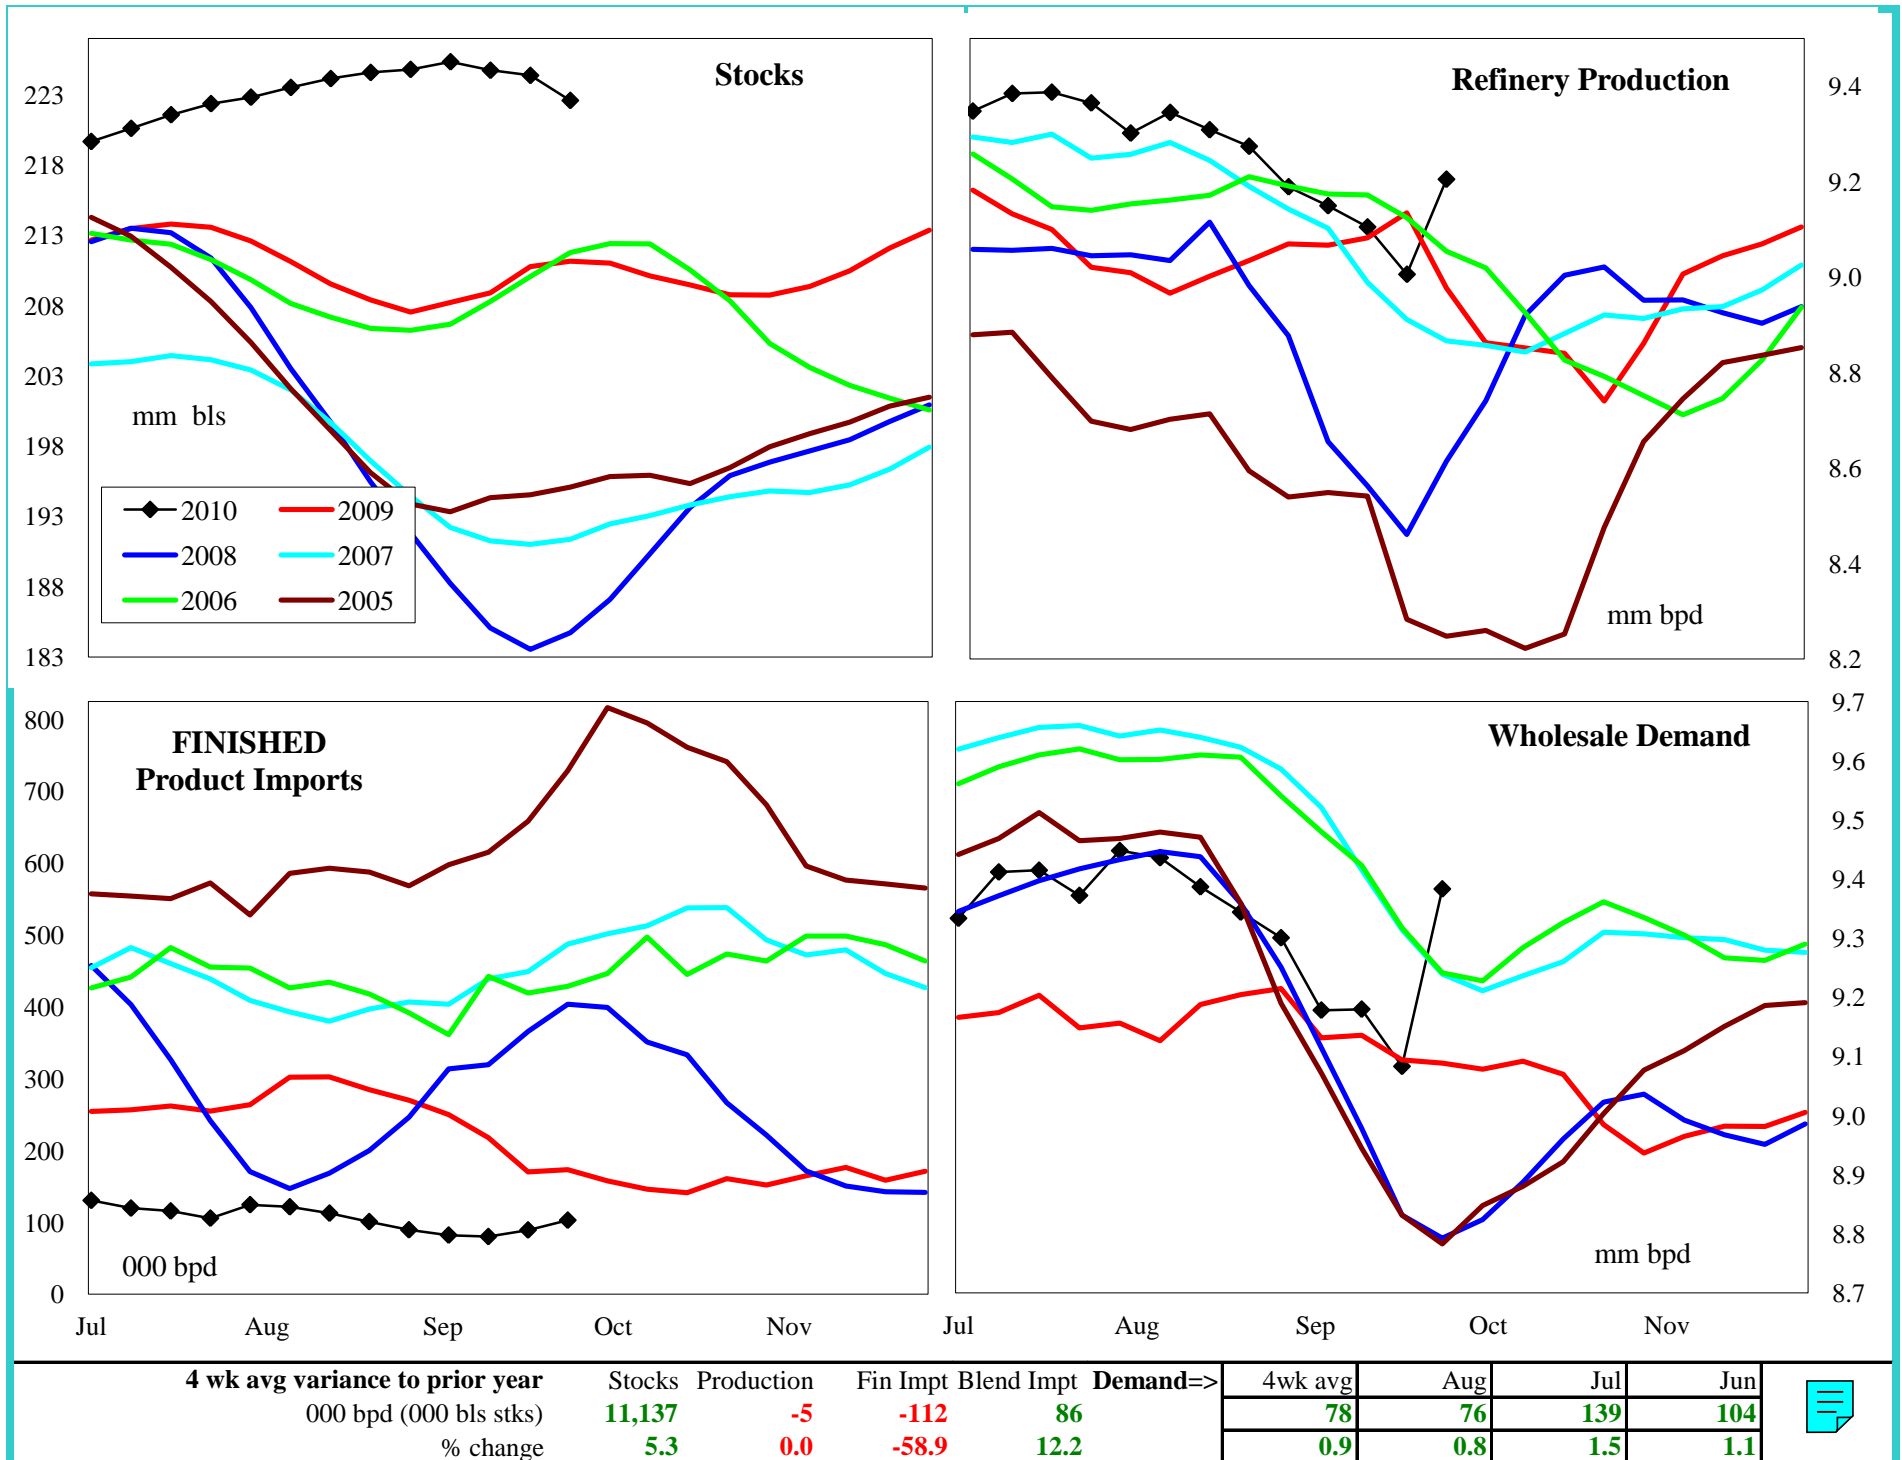 Stocks
223
218
213
208
203
198
193
188
183
mm bls
2010 2009
2008 2007
2006 2005
Refinery Production
9.4
9.2
9.0
8.8
8.6
8.4
8.2
mm bpd
FINISHED
Product Imports
800
700
600
500
400
300
200
100
0
000 bpd
Jul Aug Sep Oct Nov
Wholesale Demand
9.7
9.6
9.5
9.4
9.3
9.2
9.1
9.0
8.9
8.8
8.7
mm bpd
Jul Aug Sep Oct Nov
4 wk avg variance to prior year Stocks Production Fin Impt Blend Impt Demand=> 4wk avg Aug Jul Jun
000 bpd (000 bls stks) 11,137 -5 -112 86 78 76 139 104
% change 5.3 0.0 -58.9 12.2 0.9 0.8 1.5 1.1